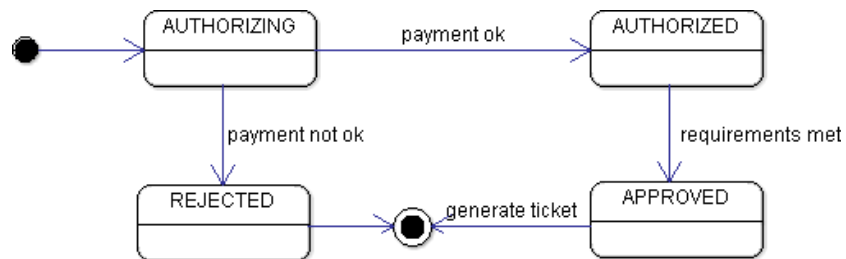 AUTHORIZING
payment ok
AUTHORIZED
payment not ok
requirements met
REJECTED
generate ticket
APPROVED